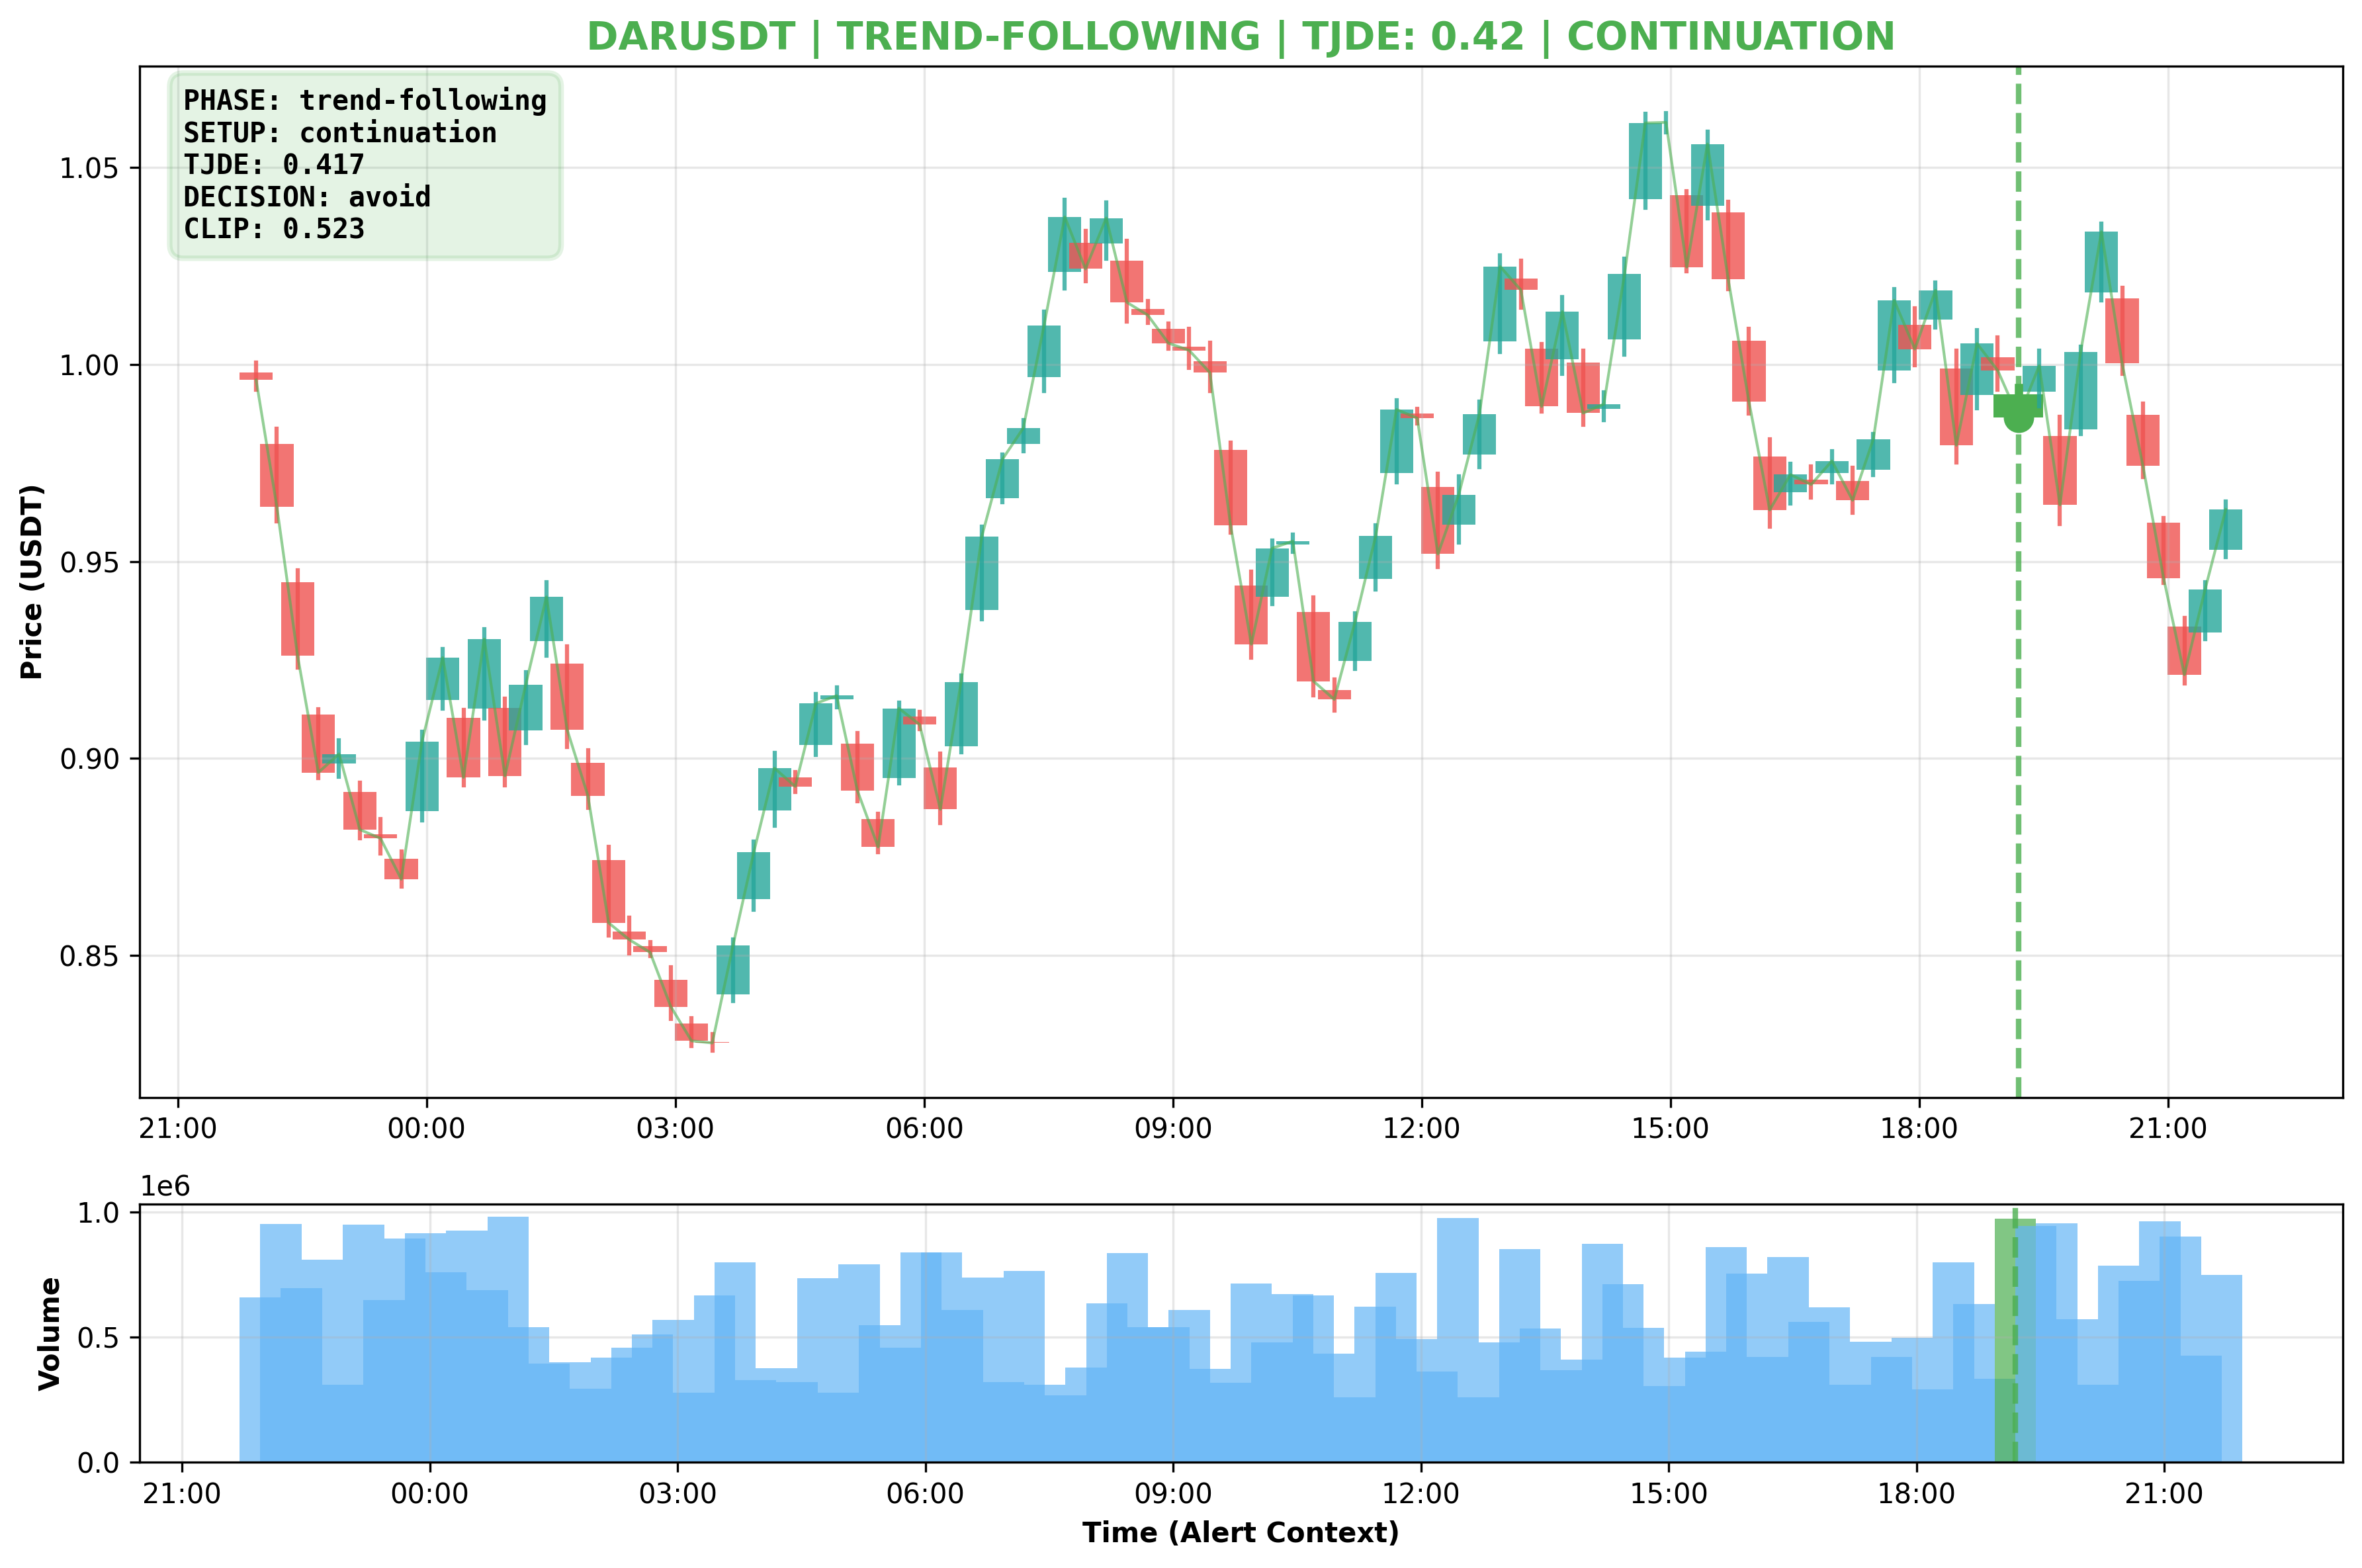 DARUSDT | TREND-FOLLOWING | TJDE: 0.42 | CONTINUATION
PHASE: trend-following
SETUP: continuation
TJDE: 0.417
DECISION: avoid
CLIP: 0.523
Price (USDT)
1.05
1.00
0.95
0.90
0.85
21:00 00:00 03:00 06:00 09:00 12:00 15:00 18:00 21:00
1e6
Volume
1.0
0.5
0.0
21:00 00:00 03:00 06:00 09:00 12:00 15:00 18:00 21:00
Time (Alert Context)